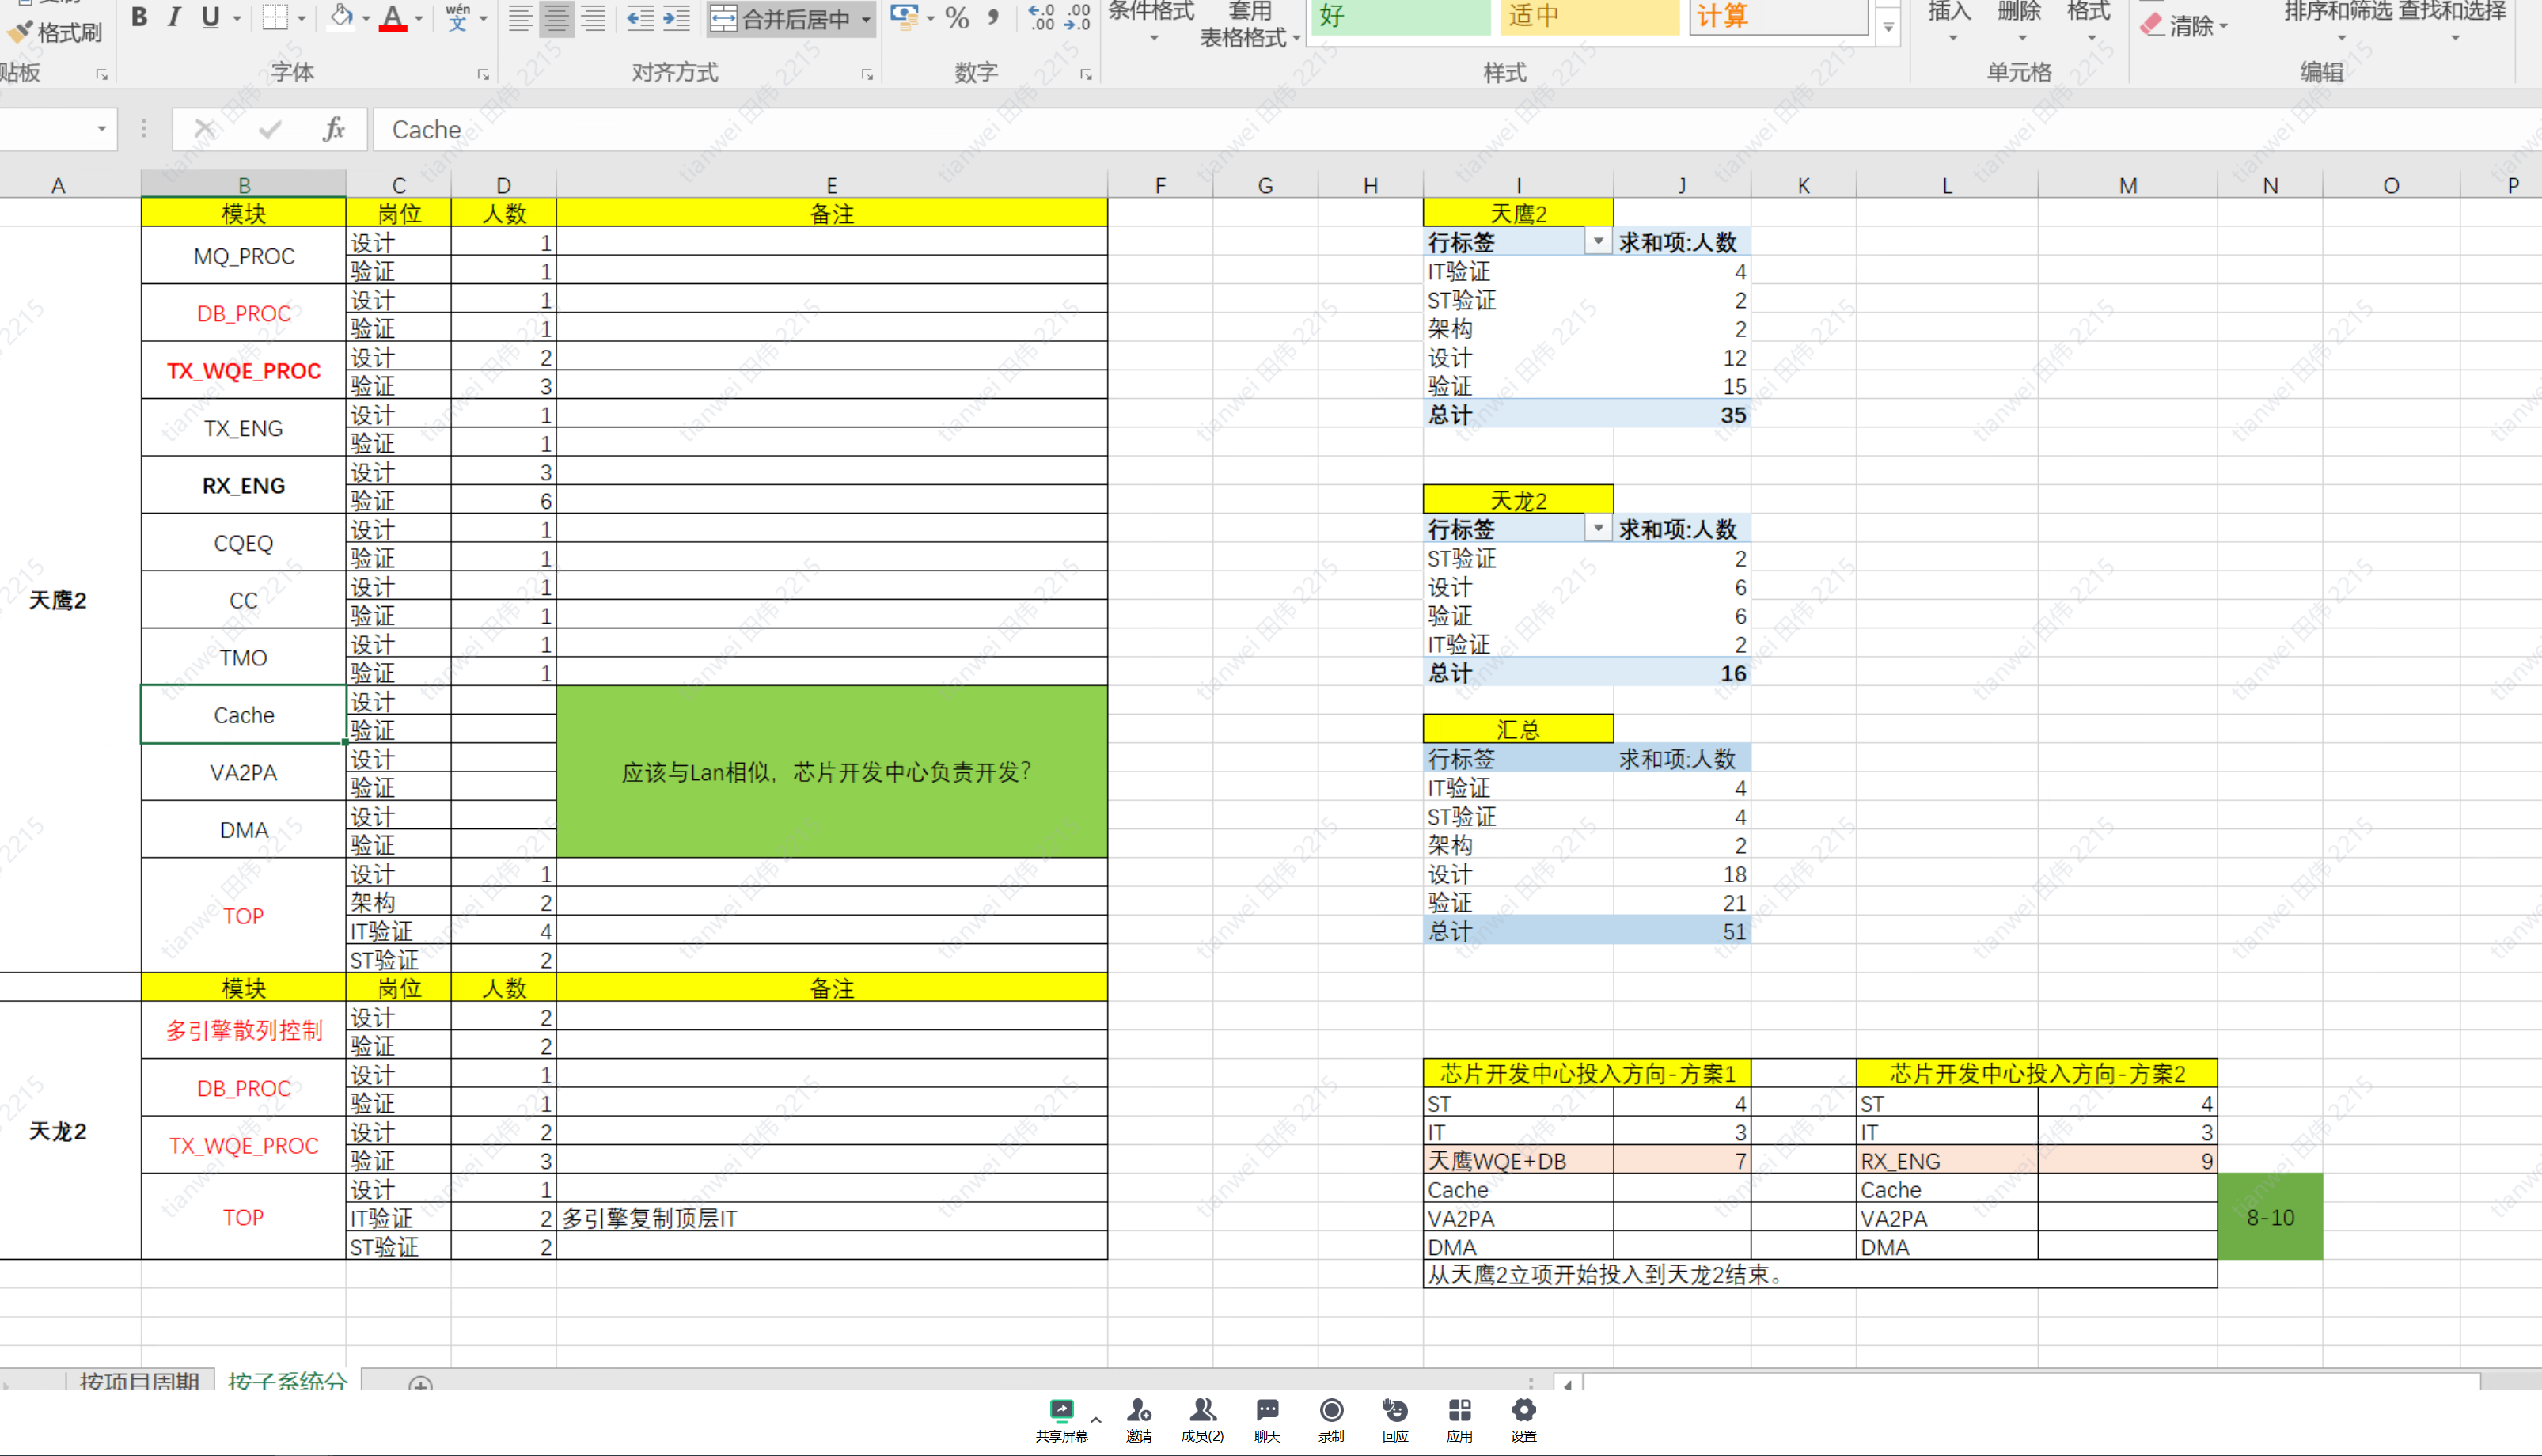 格式刷
B I U
wén
文
A
合并后居中
%
条件格式
套用
表格格式
好
适中
计算
插入
删除
格式
清除
排序和筛选
查找和选择
贴板
字体
对齐方式
数字
样式
单元格
编辑
fx
Cache
A B C D E F G H I J K L M N O P
模块 岗位 人数 备注 天鹰2
天鹰2
MQ_PROC 设计 1
验证 1
DB_PROC 设计 1
验证 1
TX_WQE_PROC 设计 2
验证 3
TX_ENG 设计 1
验证 1
RX_ENG 设计 3
验证 6
CQEQ 设计 1
验证 1
CC 设计 1
验证 1
TMO 设计 1
验证 1
Cache 设计
验证
VA2PA 设计
验证
DMA 设计
验证
应该与Lan相似，芯片开发中心负责开发？
TOP 设计 1
架构 2
IT验证 4
ST验证 2
模块 岗位 人数 备注
天龙2
多引擎散列控制 设计 2
验证 2
DB_PROC 设计 1
验证 1
TX_WQE_PROC 设计 2
验证 3
TOP 设计 1
IT验证 2 多引擎复制顶层IT
ST验证 2
行标签 求和项:人数
IT验证 4
ST验证 2
架构 2
设计 12
验证 15
总计 35
天龙2
行标签 求和项:人数
ST验证 2
设计 6
验证 6
IT验证 2
总计 16
汇总
行标签 求和项:人数
IT验证 4
ST验证 4
架构 2
设计 18
验证 21
总计 51
芯片开发中心投入方向-方案1
ST 4
IT 3
天鹰WQE+DB 7
Cache
VA2PA
DMA
芯片开发中心投入方向-方案2
ST 4
IT 3
RX_ENG 9
Cache
VA2PA
DMA
8-10
从天鹰2立项开始投入到天龙2结束。
按项目周期 按子系统分
共享屏幕 邀请 成员(2) 聊天 录制 回应 应用 设置
tianwei 田伟 2215